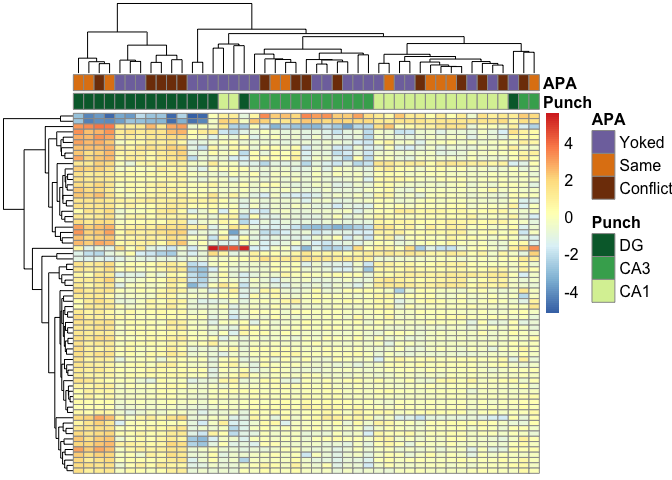 APA
Punch
4
2
0
-2
-4
APA
Yoked
Same
Conflict
Punch
DG
CA3
CA1